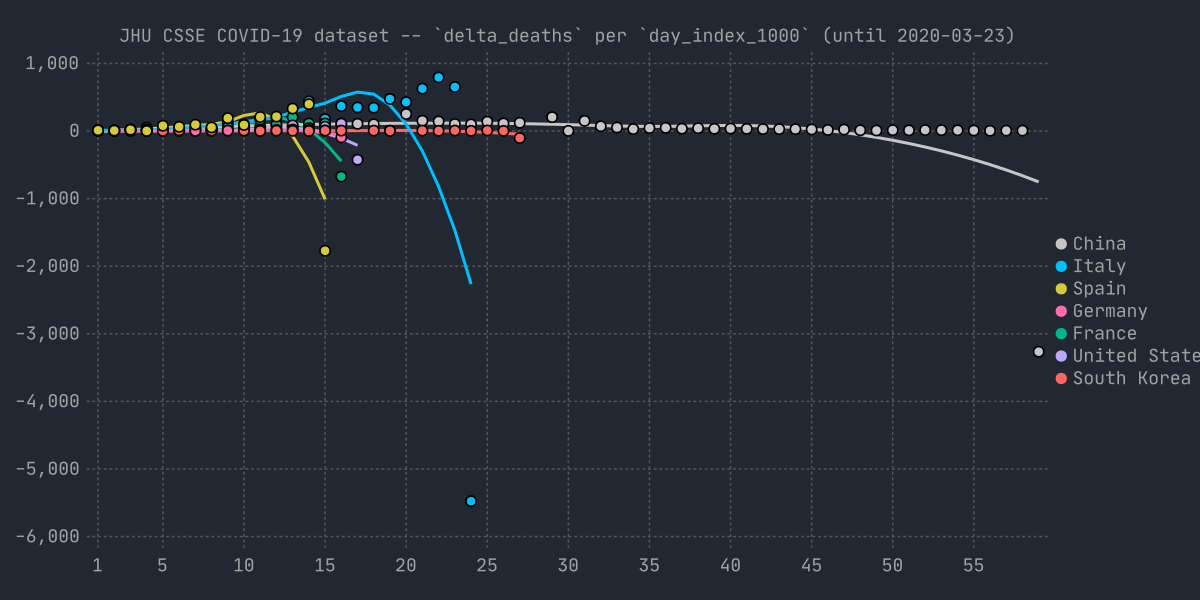 JHU CSSE COVID-19 dataset -- `delta_deaths` per `day_index_1000` (until 2020-03-23)
1,000
0
-1,000
-2,000
-3,000
-4,000
-5,000
-6,000
1 5 10 15 20 25 30 35 40 45 50 55
China
Italy
Spain
Germany
France
United State
South Korea